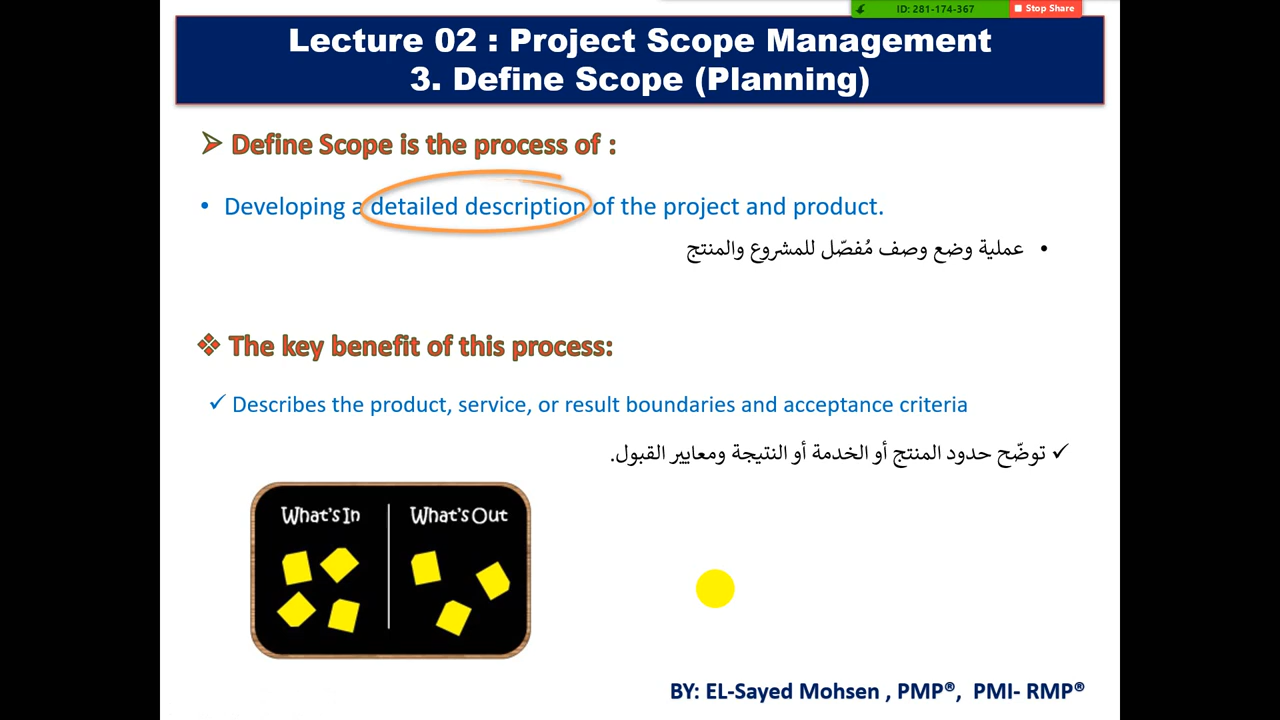 ID: 281-174-367
Stop Share
Lecture 02 : Project Scope Management
3. Define Scope (Planning)
Define Scope is the process of :
• Developing a detailed description of the project and product.
• عملية وضع وصف مُفصّل للمشروع والمنتج
The key benefit of this process:
✓ Describes the product, service, or result boundaries and acceptance criteria
✓ توضّح حدود المنتج أو الخدمة أو النتيجة ومعايير القبول.
What's In
What's Out
BY: EL-Sayed Mohsen , PMP®, PMI- RMP®